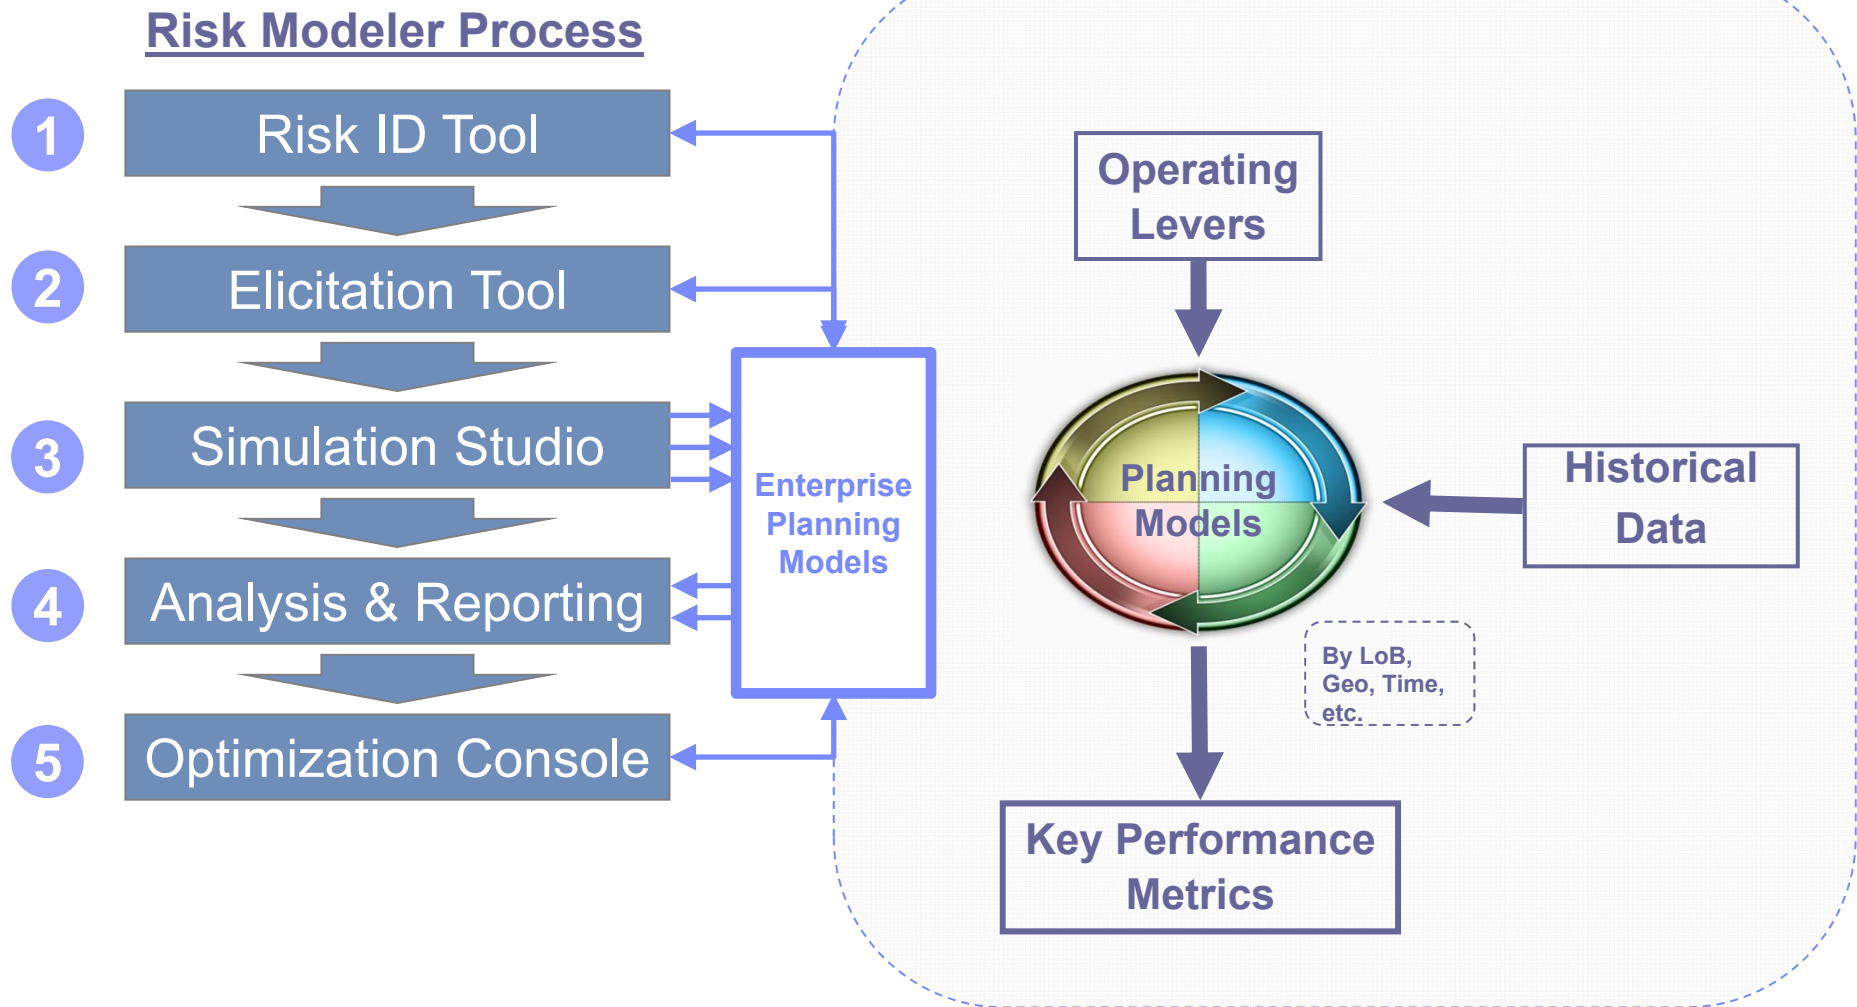 Risk Modeler Process
1
Risk ID Tool
2
Elicitation Tool
3
Simulation Studio
4
Analysis & Reporting
5
Optimization Console
Enterprise
Planning
Models
Operating
Levers
Planning
Models
Historical
Data
By LoB,
Geo, Time,
etc.
Key Performance
Metrics